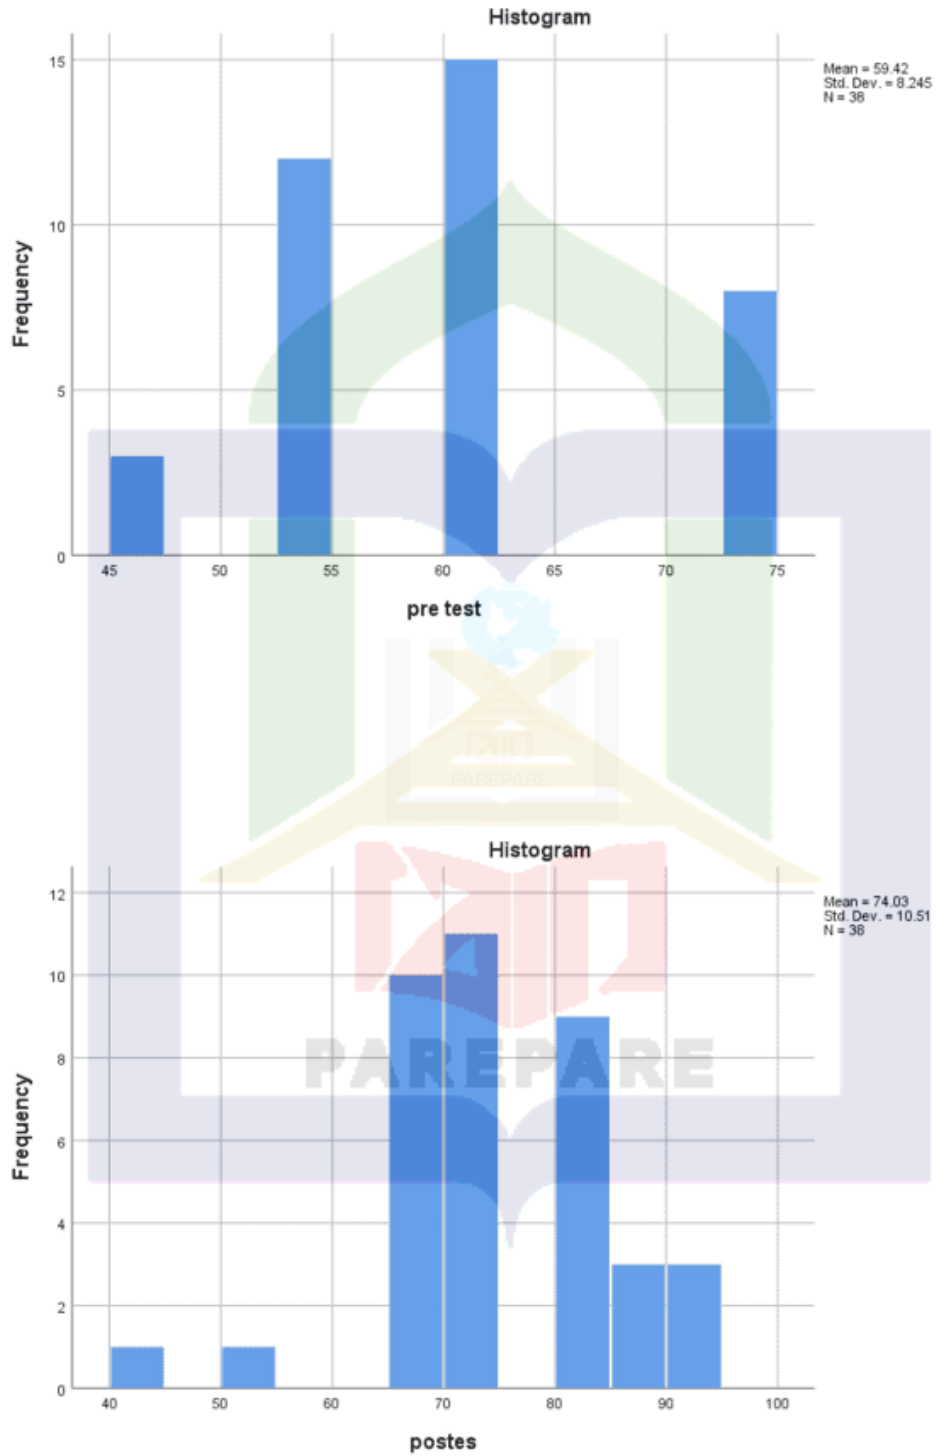 Histogram
Mean = 59.42
Std. Dev. = 8.245
N = 38
Frequency
15
10
5
0
45 50 55 60 65 70 75
pre test
PAREPARE
Histogram
Mean = 74.03
Std. Dev. = 10.51
N = 38
Frequency
12
10
8
6
4
2
0
PAREPARE
40 50 60 70 80 90 100
postes